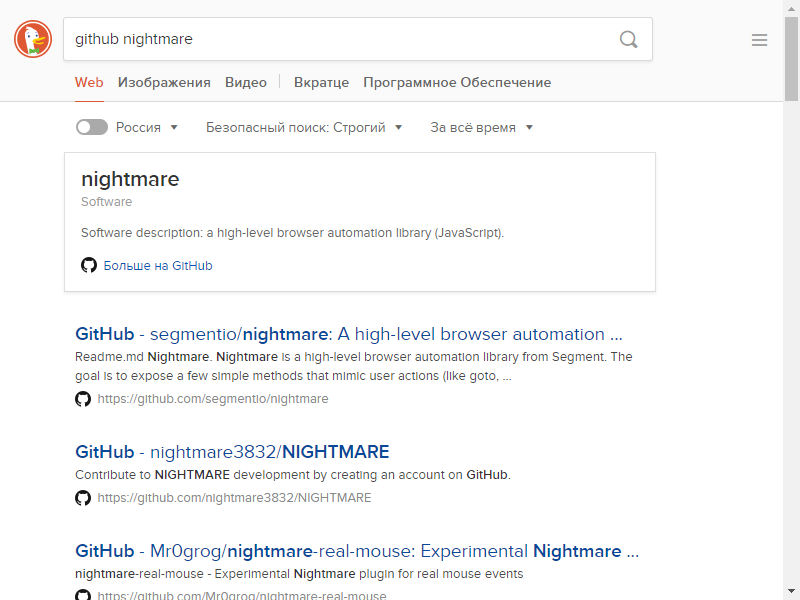 github nightmare
Web Изображения Видео Вкратце Программное Обеспечение
Россия Безопасный поиск: Строгий За всё время
nightmare
Software
Software description: a high-level browser automation library (JavaScript).
Больше на GitHub
GitHub - segmentio/nightmare: A high-level browser automation ...
Readme.md Nightmare. Nightmare is a high-level browser automation library from Segment. The
goal is to expose a few simple methods that mimic user actions (like goto, ...
https://github.com/segmentio/nightmare
GitHub - nightmare3832/NIGHTMARE
Contribute to NIGHTMARE development by creating an account on GitHub.
https://github.com/nightmare3832/NIGHTMARE
GitHub - Mr0grog/nightmare-real-mouse: Experimental Nightmare ...
nightmare-real-mouse - Experimental Nightmare plugin for real mouse events
https://github.com/Mr0grog/nightmare-real-mouse